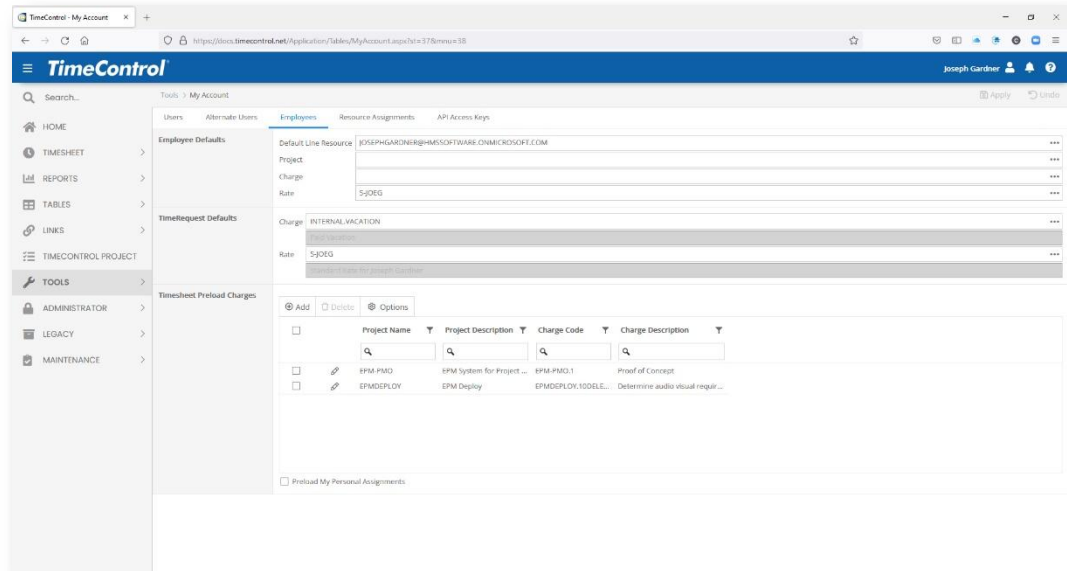 TimeControl - My Account
https://docs.timecontrol.net/Application/Tables/MyAccount.aspx?st=37&mnu=38
TimeControl
Joseph Gardner
Search...
Tools > My Account
Apply
Undo
HOME
TIMESHEET
REPORTS
TABLES
LINKS
TIMECONTROL PROJECT
TOOLS
ADMINISTRATOR
LEGACY
MAINTENANCE
Users Alternate Users Employees Resource Assignments API Access Keys
Employee Defaults
Default Line Resource JOSEPHGARDNER@HMSSOFTWARE.ONMICROSOFT.COM
Project
Charge
Rate S-JOEG
TimeRequest Defaults
Charge INTERNAL.VACATION
Paid Vacation
Rate S-JOEG
Standard Rate for Joseph Gardner
Timesheet Preload Charges
Add Delete Options
Project Name Project Description Charge Code Charge Description
EPM-PMO EPM System for Project ... EPM-PMO.1 Proof of Concept
EPMDEPLOY EPM Deploy EPMDEPLOY.10DELE... Determine audio visual requir...
Preload My Personal Assignments